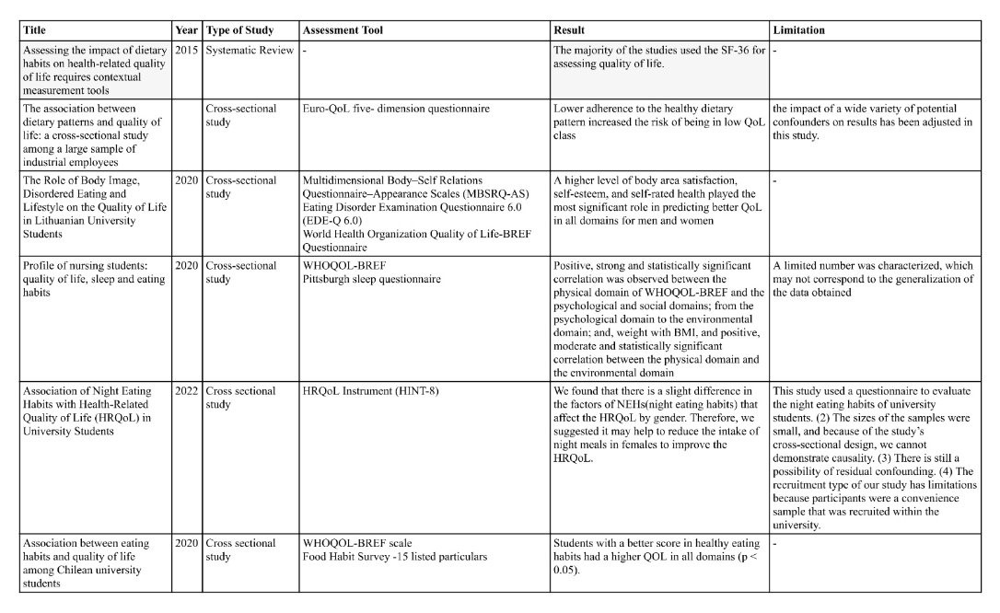 Title Year Type of Study Assessment Tool Result Limitation
Assessing the impact of dietary habits on health-related quality of life requires contextual measurement tools
2015
Systematic Review
-
The majority of the studies used the SF-36 for assessing quality of life.
-
The association between dietary patterns and quality of life: a cross-sectional study among a large sample of industrial employees
Cross-sectional study
Euro-QoL five- dimension questionnaire
Lower adherence to the healthy dietary pattern increased the risk of being in low QoL class
the impact of a wide variety of potential confounders on results has been adjusted in this study.
The Role of Body Image, Disordered Eating and Lifestyle on the Quality of Life in Lithuanian University Students
2020
Cross-sectional study
Multidimensional Body–Self Relations Questionnaire–Appearance Scales (MBSRQ-AS)
Eating Disorder Examination Questionnaire 6.0 (EDE-Q 6.0)
World Health Organization Quality of Life-BREF Questionnaire
A higher level of body area satisfaction, self-esteem, and self-rated health played the most significant role in predicting better QoL in all domains for men and women
-
Profile of nursing students: quality of life, sleep and eating habits
2020
Cross-sectional study
WHOQOL-BREF
Pittsburgh sleep questionnaire
Positive, strong and statistically significant correlation was observed between the physical domain of WHOQOL-BREF and the psychological and social domains; from the psychological domain to the environmental domain; and, weight with BMI, and positive, moderate and statistically significant correlation between the physical domain and the environmental domain
A limited number was characterized, which may not correspond to the generalization of the data obtained
Association of Night Eating Habits with Health-Related Quality of Life (HRQoL) in University Students
2022
Cross sectional study
HRQoL Instrument (HINT-8)
We found that there is a slight difference in the factors of NEHs(night eating habits) that affect the HRQoL by gender. Therefore, we suggested it may help to reduce the intake of night meals in females to improve the HRQoL.
This study used a questionnaire to evaluate the night eating habits of university students. (2) The sizes of the samples were small, and because of the study’s cross-sectional design, we cannot demonstrate causality. (3) There is still a possibility of residual confounding. (4) The recruitment type of our study has limitations because participants were a convenience sample that was recruited within the university.
Association between eating habits and quality of life among Chilean university students
2020
Cross sectional study
WHOQOL-BREF scale
Food Habit Survey -15 listed particulars
Students with a better score in healthy eating habits had a higher QOL in all domains (p < 0.05).
-